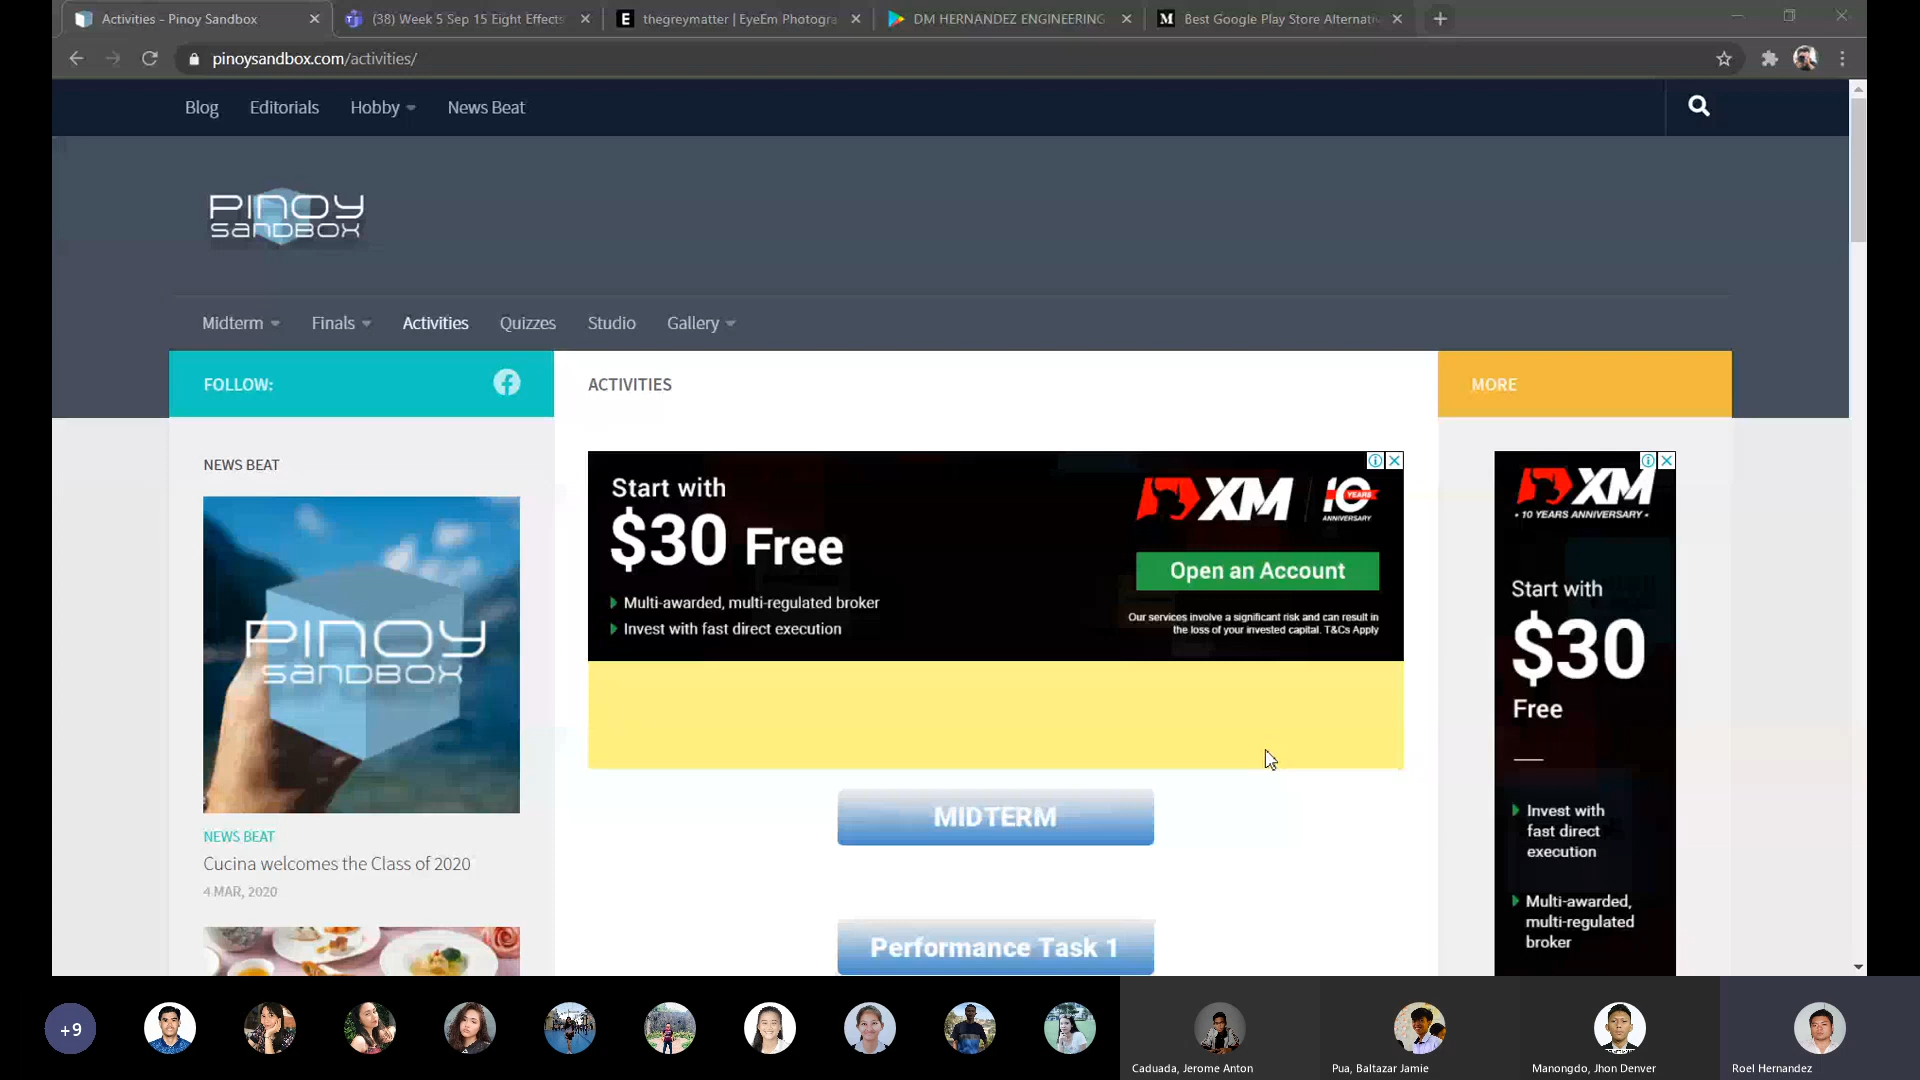 Activities - Pinoy Sandbox
(38) Week 5 Sep 15 Eight Effects
thegreymatter | EyeEm Photogra
DM HERNANDEZ ENGINEERING
Best Google Play Store Alternati
pinoysandbox.com/activities/
Blog Editorials Hobby News Beat
PINOY
SANDBOX
Midterm Finals Activities Quizzes Studio Gallery
FOLLOW:
ACTIVITIES
MORE
NEWS BEAT
PINOY
SANDBOX
NEWS BEAT
Cucina welcomes the Class of 2020
4 MAR, 2020
Start with
$30 Free
Multi-awarded, multi-regulated broker
Invest with fast direct execution
XM 10 YEARS
ANNIVERSARY
Open an Account
Our services involve a significant risk and can result in
the loss of your invested capital. T&Cs Apply
MIDTERM
Performance Task 1
XM
• 10 YEARS ANNIVERSARY •
Start with
$30
Free
Invest with
fast direct
execution
Multi-awarded,
multi-regulated
broker
+9
Caduada, Jerome Anton
Pua, Baltazar Jamie
Manongdo, Jhon Denver
Roel Hernandez